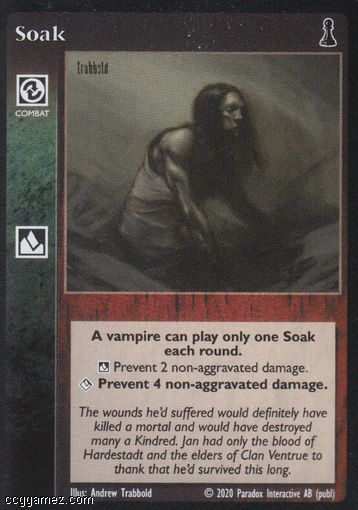 Soak
trabbold
COMBAT
A vampire can play only one Soak
each round.
Prevent 2 non-aggravated damage.
Prevent 4 non-aggravated damage.
The wounds he'd suffered would definitely have
killed a mortal and would have destroyed
many a Kindred. Jan had only the blood of
Hardestadt and the elders of Clan Ventrue to
thank that he'd survived this long.
Illus: Andrew Trabbold © 2020 Paradox Interactive AB (publ)
ccggamez.com